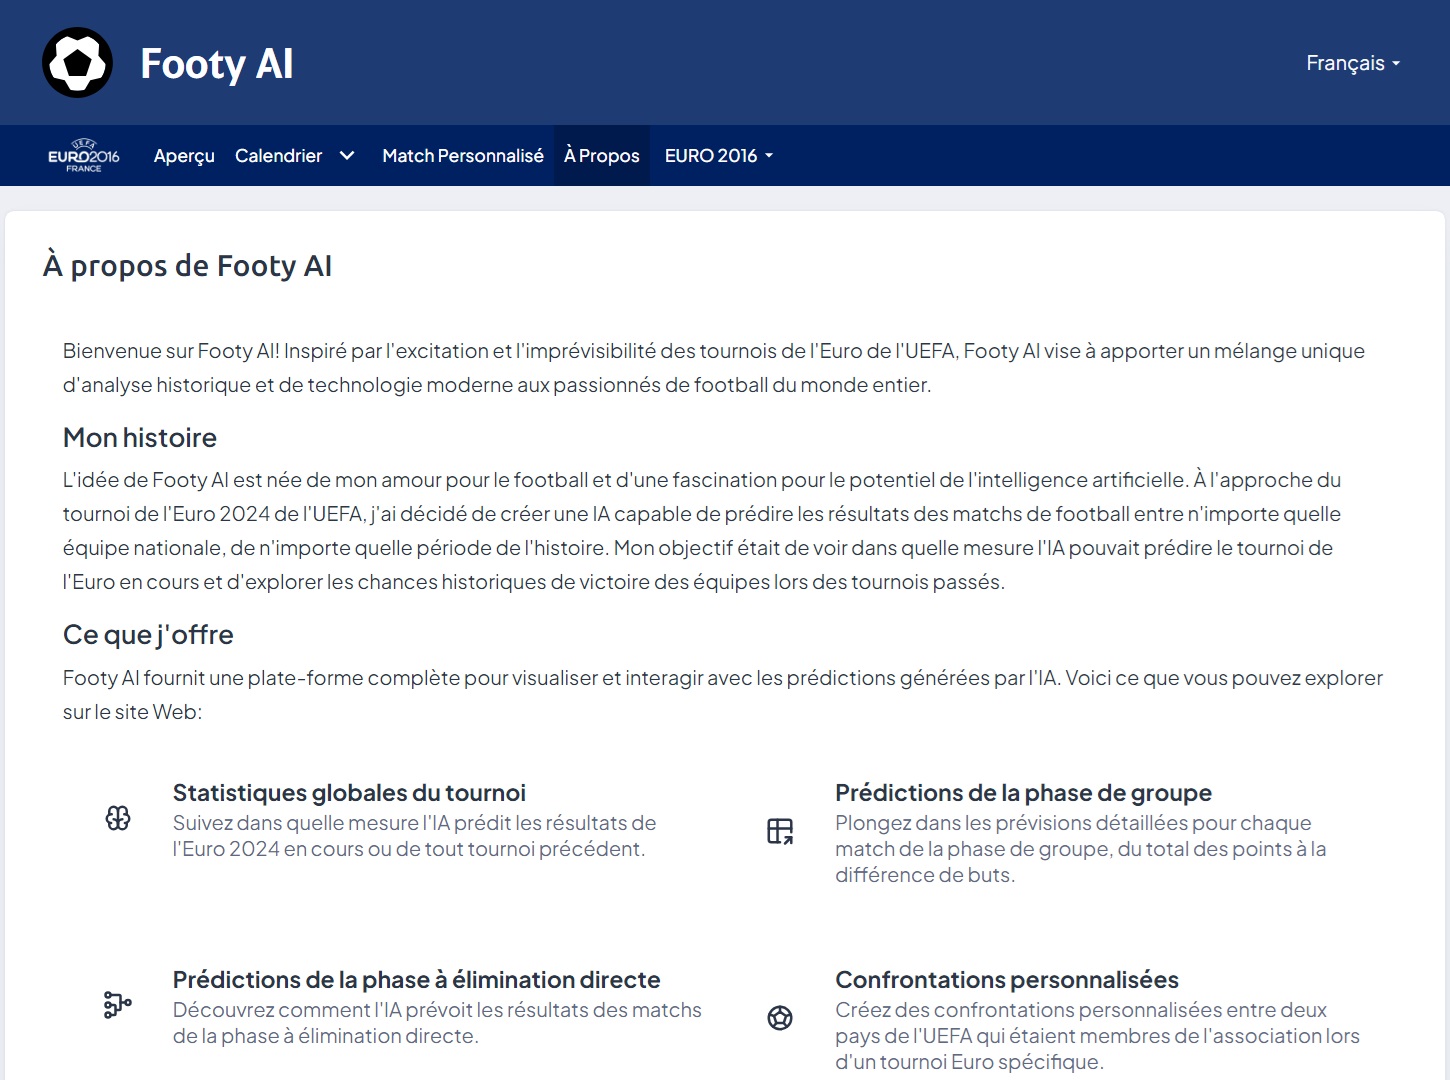 Footy AI
Français
UEFA
EURO2016
FRANCE
Aperçu Calendrier Match Personnalisé À Propos EURO 2016
À propos de Footy AI
Bienvenue sur Footy AI! Inspiré par l'excitation et l'imprévisibilité des tournois de l'Euro de l'UEFA, Footy AI vise à apporter un mélange unique
d'analyse historique et de technologie moderne aux passionnés de football du monde entier.
Mon histoire
L'idée de Footy AI est née de mon amour pour le football et d'une fascination pour le potentiel de l'intelligence artificielle. À l'approche du
tournoi de l'Euro 2024 de l'UEFA, j'ai décidé de créer une IA capable de prédire les résultats des matchs de football entre n'importe quelle
équipe nationale, de n'importe quelle période de l'histoire. Mon objectif était de voir dans quelle mesure l'IA pouvait prédire le tournoi de
l'Euro en cours et d'explorer les chances historiques de victoire des équipes lors des tournois passés.
Ce que j'offre
Footy AI fournit une plate-forme complète pour visualiser et interagir avec les prédictions générées par l'IA. Voici ce que vous pouvez explorer
sur le site Web:
Statistiques globales du tournoi
Suivez dans quelle mesure l'IA prédit les résultats de
l'Euro 2024 en cours ou de tout tournoi précédent.
Prédictions de la phase de groupe
Plongez dans les prévisions détaillées pour chaque
match de la phase de groupe, du total des points à la
différence de buts.
Prédictions de la phase à élimination directe
Découvrez comment l'IA prévoit les résultats des matchs
de la phase à élimination directe.
Confrontations personnalisées
Créez des confrontations personnalisées entre deux
pays de l'UEFA qui étaient membres de l'association lors
d'un tournoi Euro spécifique.